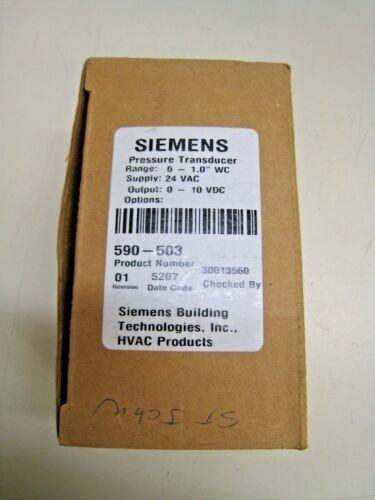 SIEMENS
Pressure Transducer
Range: 0 - 1.0" WC
Supply: 24 VAC
Output: 0 - 10 VDC
Options:
590-503
Product Number 30013560
01 5207 Checked By
Revision Date Code
Siemens Building
Technologies, Inc.,
HVAC Products